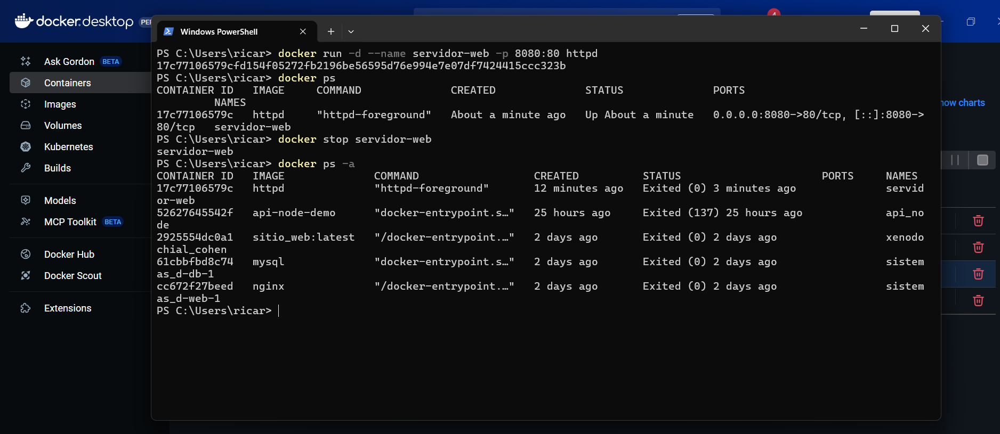 docker.desktop
PS C:\Users\ricar> docker run -d --name servidor-web -p 8080:80 httpd
17c77106579cfd154f05272fb2196be56595d76e994e7e07df7424415ccc323b
PS C:\Users\ricar> docker ps
CONTAINER ID   IMAGE     COMMAND              CREATED              STATUS              PORTS
         NAMES
17c77106579c   httpd     "httpd-foreground"   About a minute ago   Up About a minute   0.0.0.0:8080->80/tcp, [::]:8080->
80/tcp   servidor-web
PS C:\Users\ricar> docker stop servidor-web
servidor-web
PS C:\Users\ricar> docker ps -a
CONTAINER ID   IMAGE              COMMAND                  CREATED          STATUS                      PORTS     NAMES
17c77106579c   httpd              "httpd-foreground"       12 minutes ago   Exited (0) 3 minutes ago              servid
or-web
52627645542f   api-node-demo      "docker-entrypoint.s…"   25 hours ago     Exited (137) 25 hours ago             api_no
de
2925554dc0a1   sitio_web:latest   "/docker-entrypoint.…"   2 days ago       Exited (0) 2 days ago                 xenodo
chial_cohen
61cbbfbd8c74   mysql              "docker-entrypoint.s…"   2 days ago       Exited (0) 2 days ago                 sistem
as_d-db-1
cc672f27beed   nginx              "/docker-entrypoint.…"   2 days ago       Exited (0) 2 days ago                 sistem
as_d-web-1
PS C:\Users\ricar>
Windows PowerShell
Ask Gordon BETA
Containers
Images
Volumes
Kubernetes
Builds
Models
MCP Toolkit BETA
Docker Hub
Docker Scout
Extensions
charts